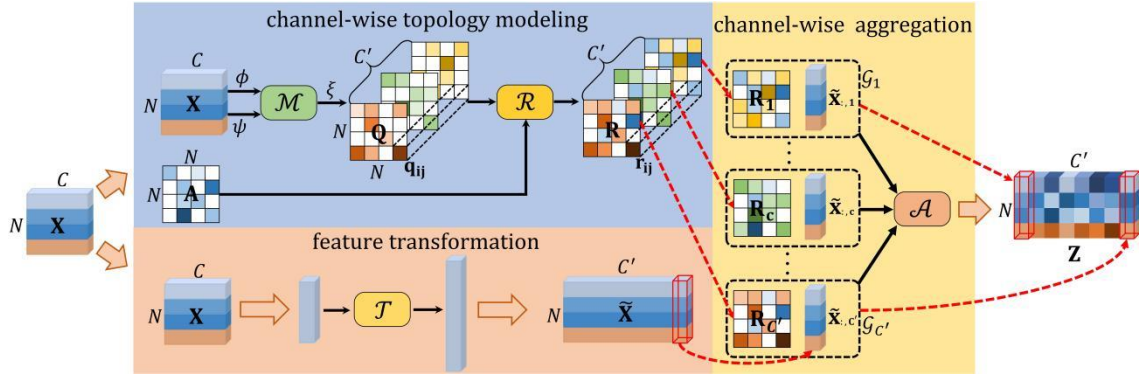 channel-wise topology modeling
channel-wise aggregation
C
N
X
ϕ
ψ
ℳ
ξ
C′
N
Q
N
q_ij
ℛ
C′
R
r_ij
N
N
A
C
N
X
feature transformation
C
N
X
𝒯
C′
N
X̃
R_1
x̃_:,1
𝒢_1
R_c
x̃_:,c
R_C′
x̃_:,C′
𝒢_C′
𝒜
C′
N
Z